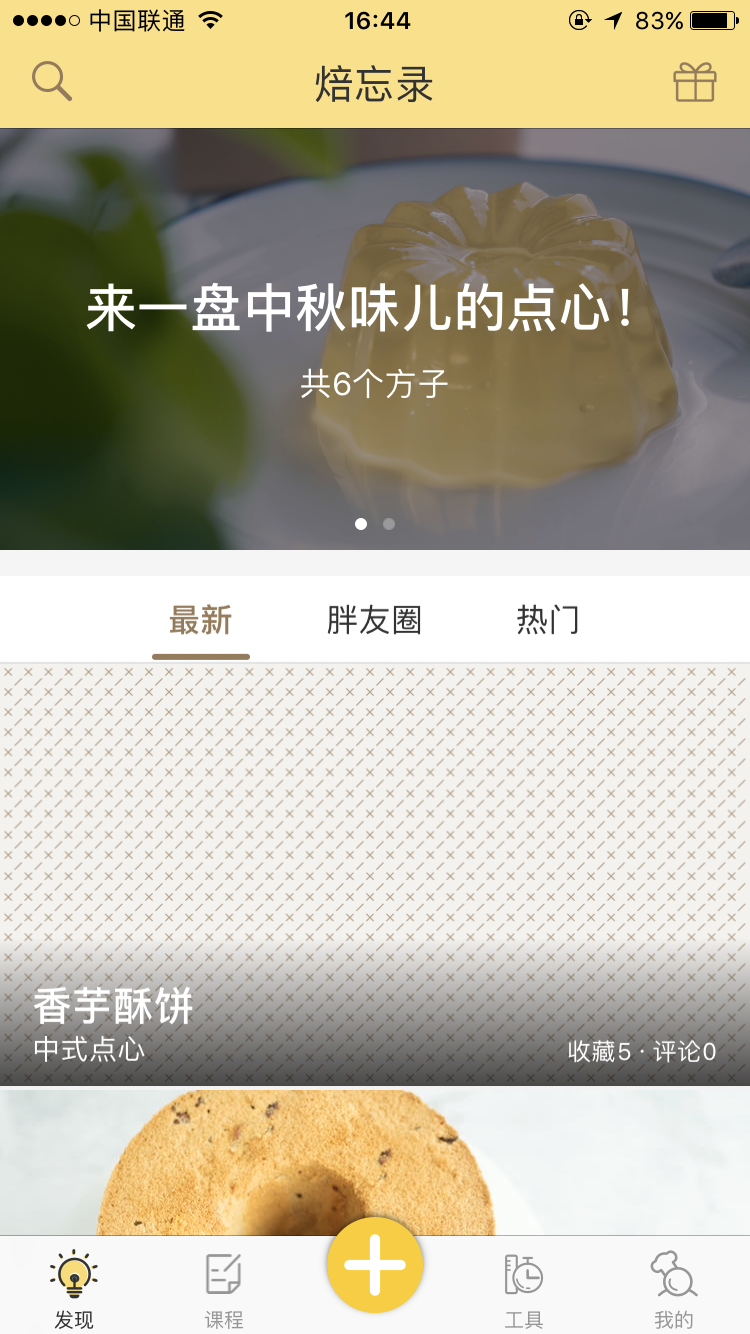 中国联通 16:44 83%
焙忘录
来一盘中秋味儿的点心!
共6个方子
最新 胖友圈 热门
香芋酥饼
中式点心 收藏5 · 评论0
发现 课程 工具 我的